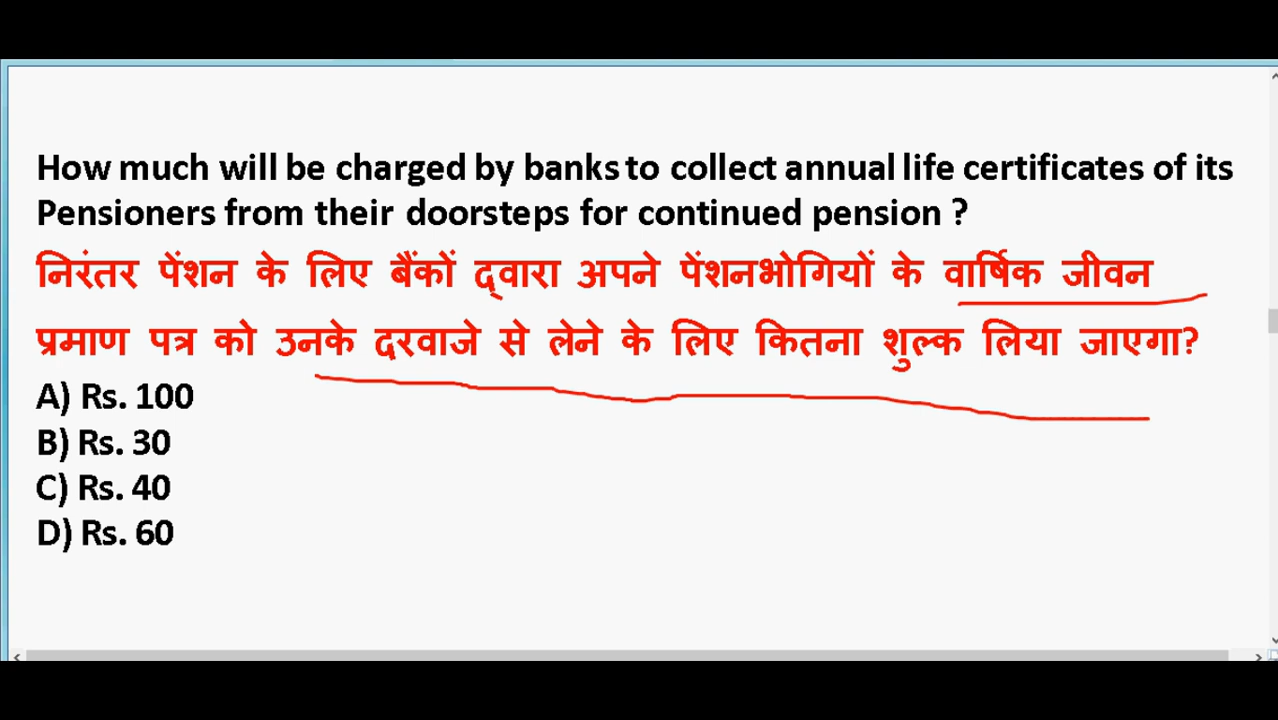 How much will be charged by banks to collect annual life certificates of its
Pensioners from their doorsteps for continued pension ?
निरंतर पेंशन के लिए बैंकों द्वारा अपने पेंशनभोगियों के वार्षिक जीवन
प्रमाण पत्र को उनके दरवाजे से लेने के लिए कितना शुल्क लिया जाएगा?
A) Rs. 100
B) Rs. 30
C) Rs. 40
D) Rs. 60